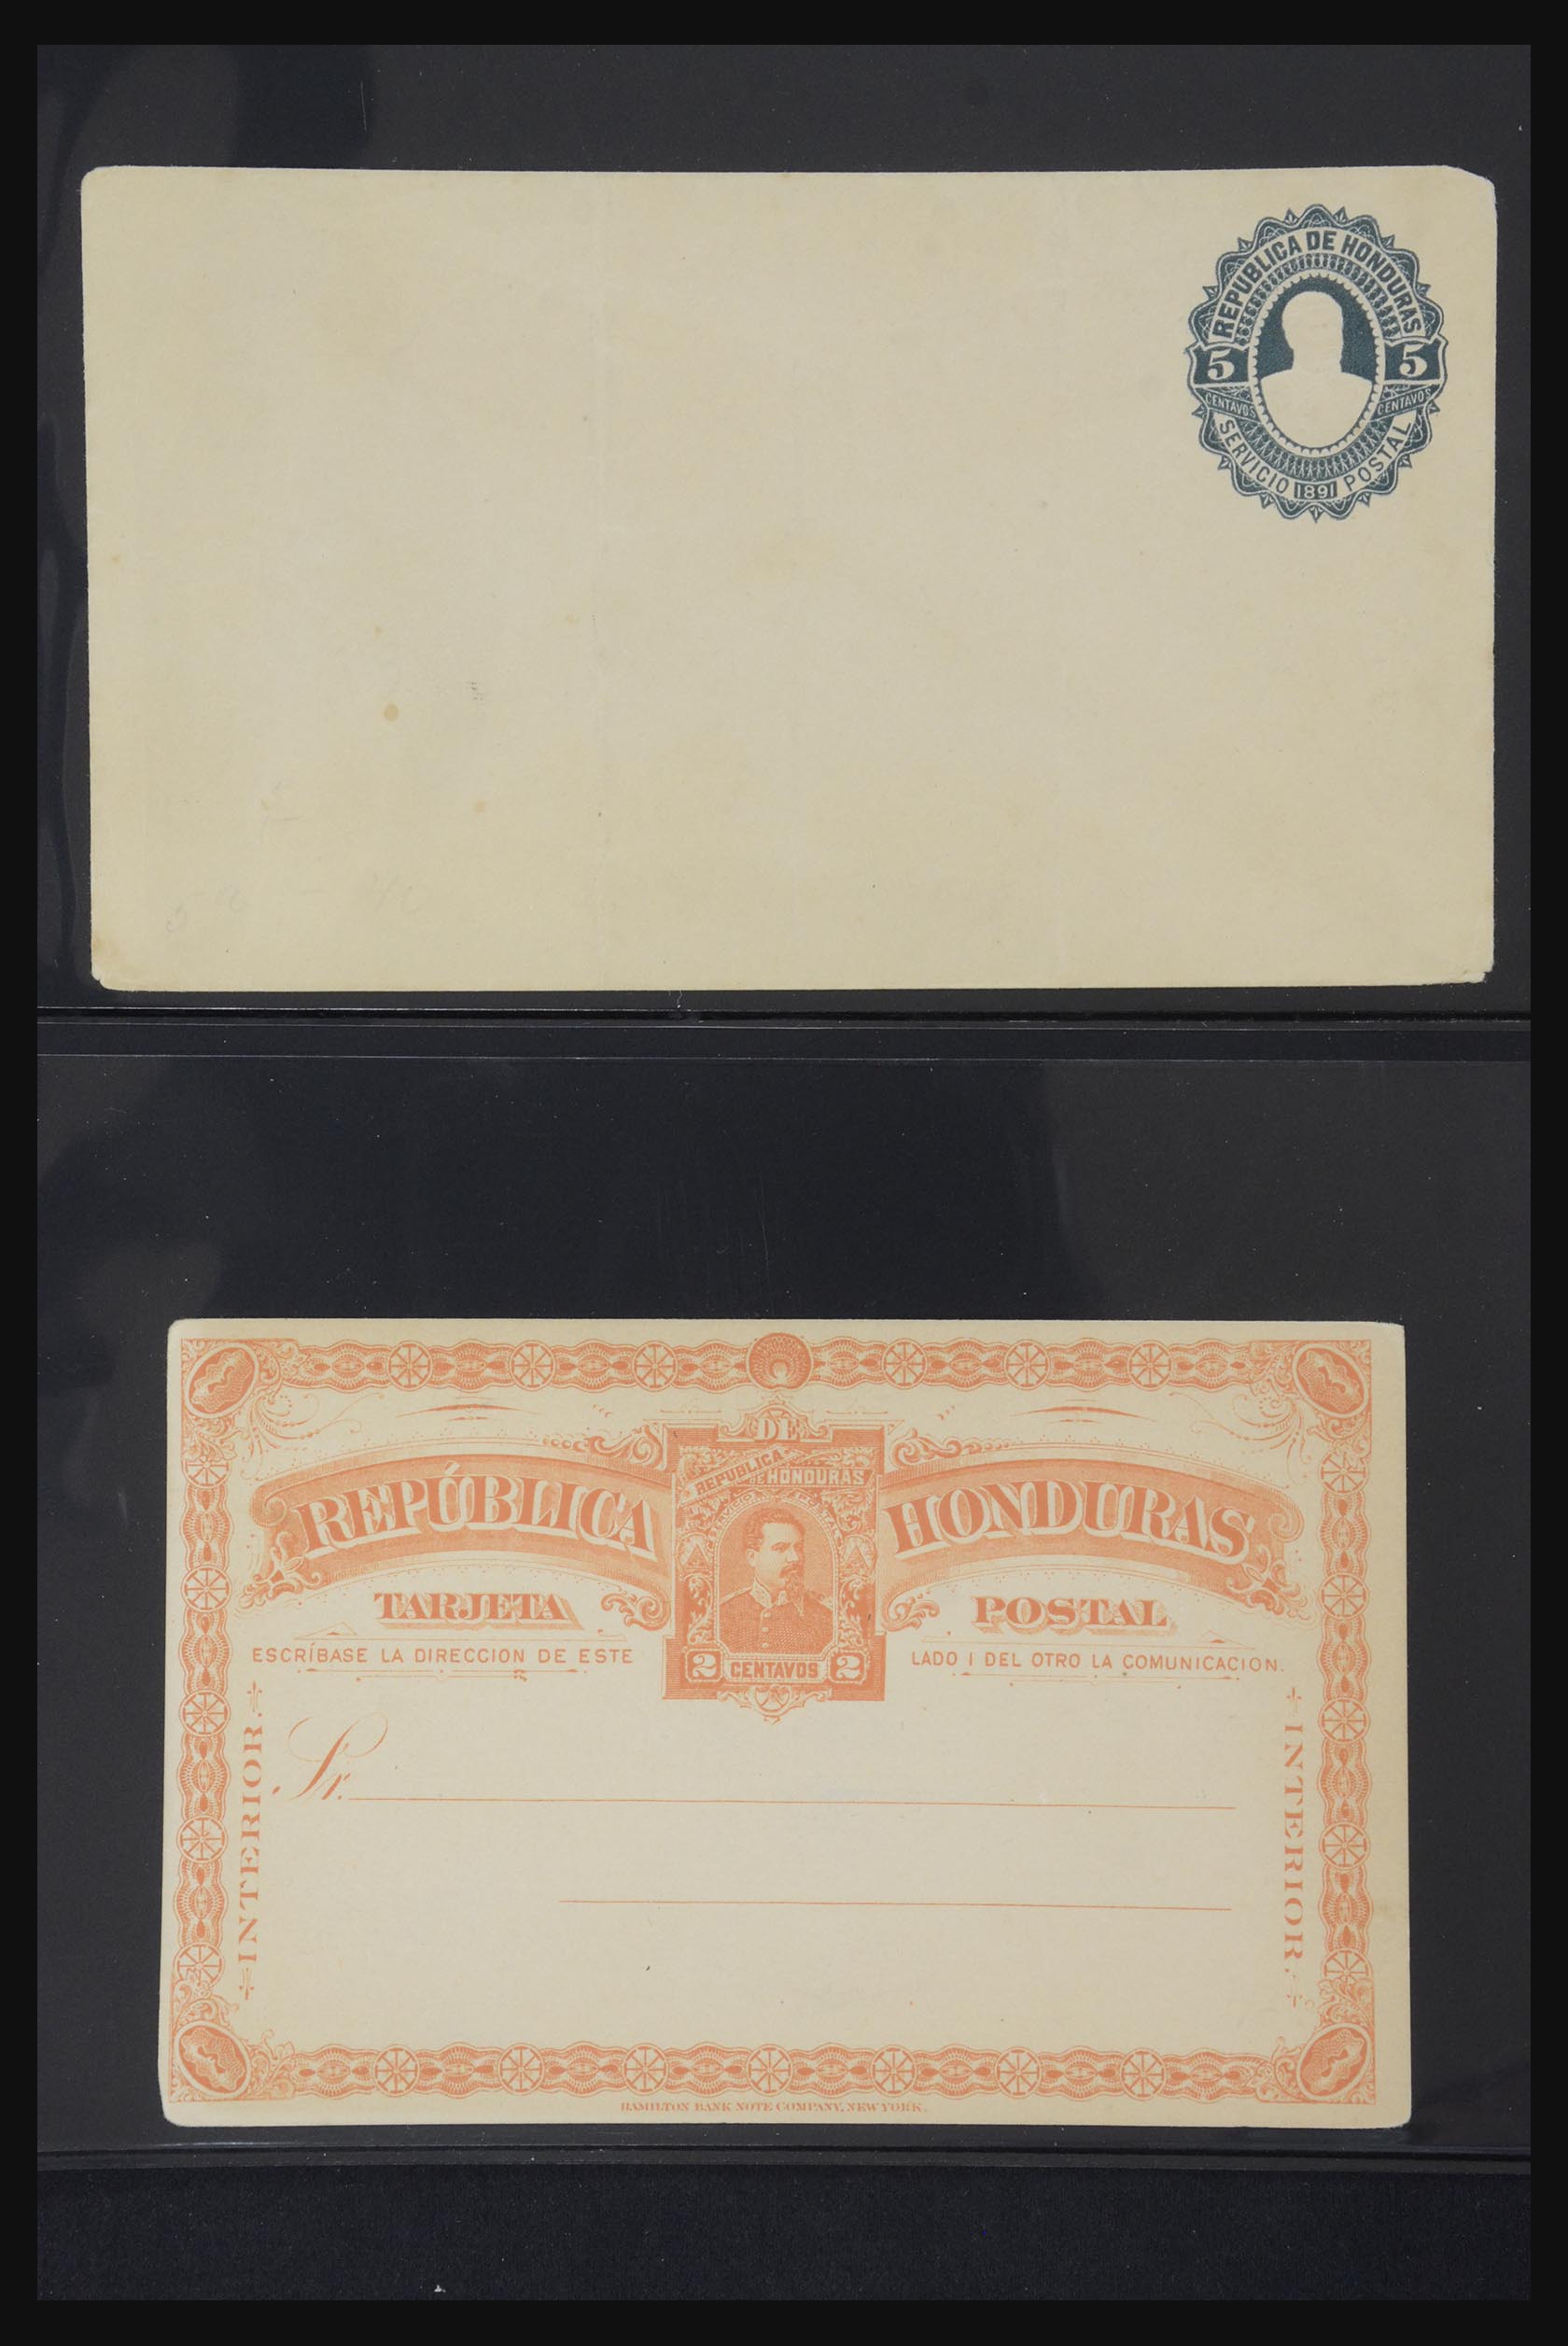 REPUBLICA DE HONDURAS
5 5
CENTAVOS CENTAVOS
SERVICIO 1891 POSTAL
DE
REPÚBLICA HONDURAS
REPUBLICA
DE HONDURAS
TARJETA POSTAL
ESCRÍBASE LA DIRECCION DE ESTE LADO I DEL OTRO LA COMUNICACION.
2 CENTAVOS 2
INTERIOR.
Sr.
INTERIOR.
HAMILTON BANK NOTE COMPANY, NEW YORK.